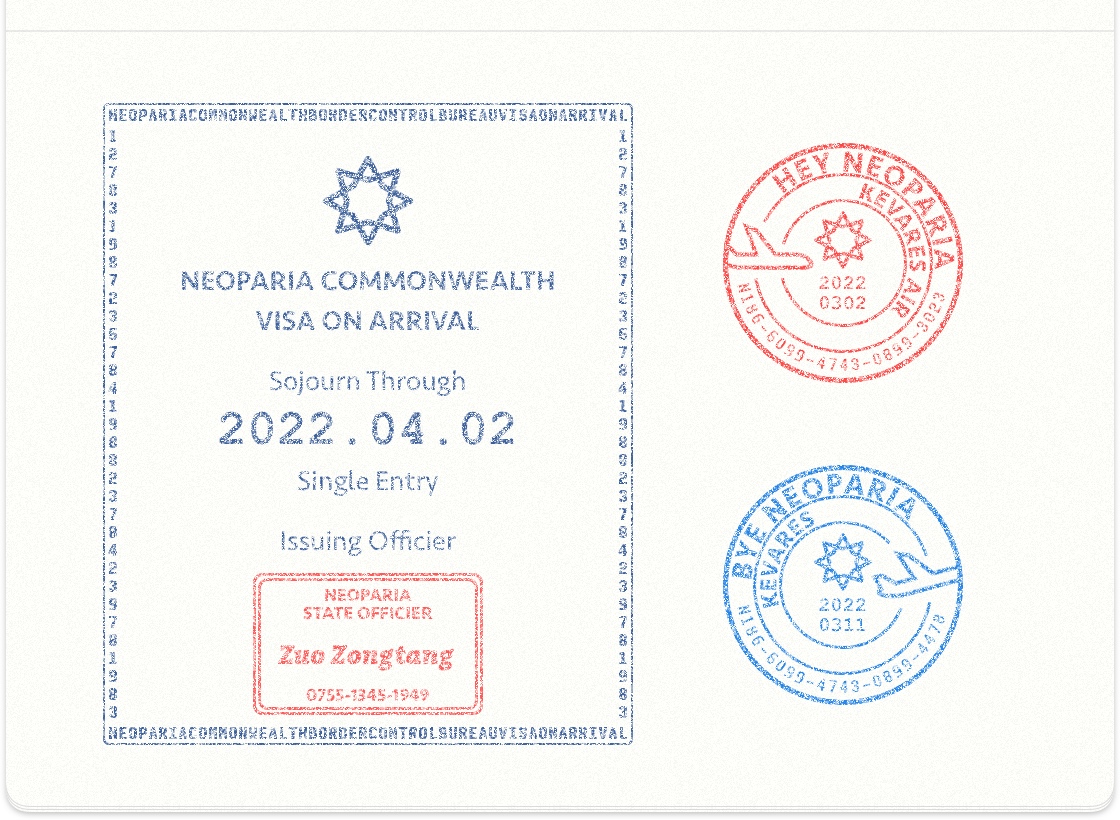 NEOPARIACOMMONWEALTHBORDERCONTROLBUREAUVISAONARRIVAL
NEOPARIA COMMONWEALTH
VISA ON ARRIVAL
Sojourn Through
2022.04.02
Single Entry
Issuing Officier
NEOPARIA
STATE OFFICIER
Zuo Zongtang
0755-1345-1949
NEOPARIACOMMONWEALTHBORDERCONTROLBUREAUVISAONARRIVAL
HEY NEOPARIA
KEVARES AIR
2022
0302
N186-6099-4743-0899-3023
BYE NEOPARIA
KEVARES
2022
0311
N186-6099-4743-0899-4478